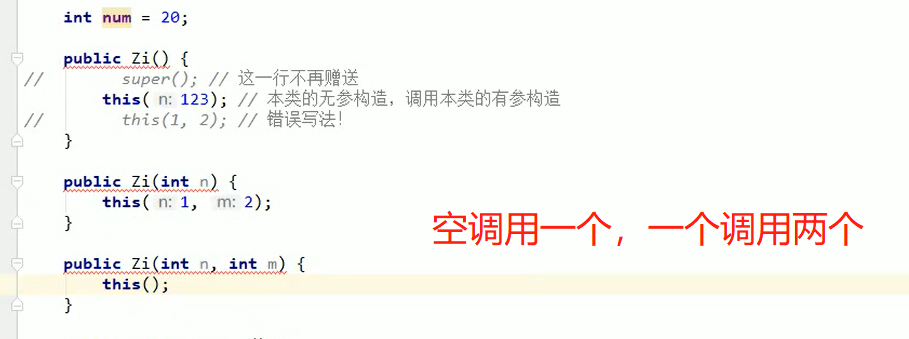 int num = 20;
public Zi() {
// super(); // 这一行不再赠送
this( n: 123); // 本类的无参构造，调用本类的有参构造
// this(1, 2); // 错误写法！
}
public Zi(int n) {
this( n: 1, m: 2);
}
空调用一个，一个调用两个
public Zi(int n, int m) {
this();
}